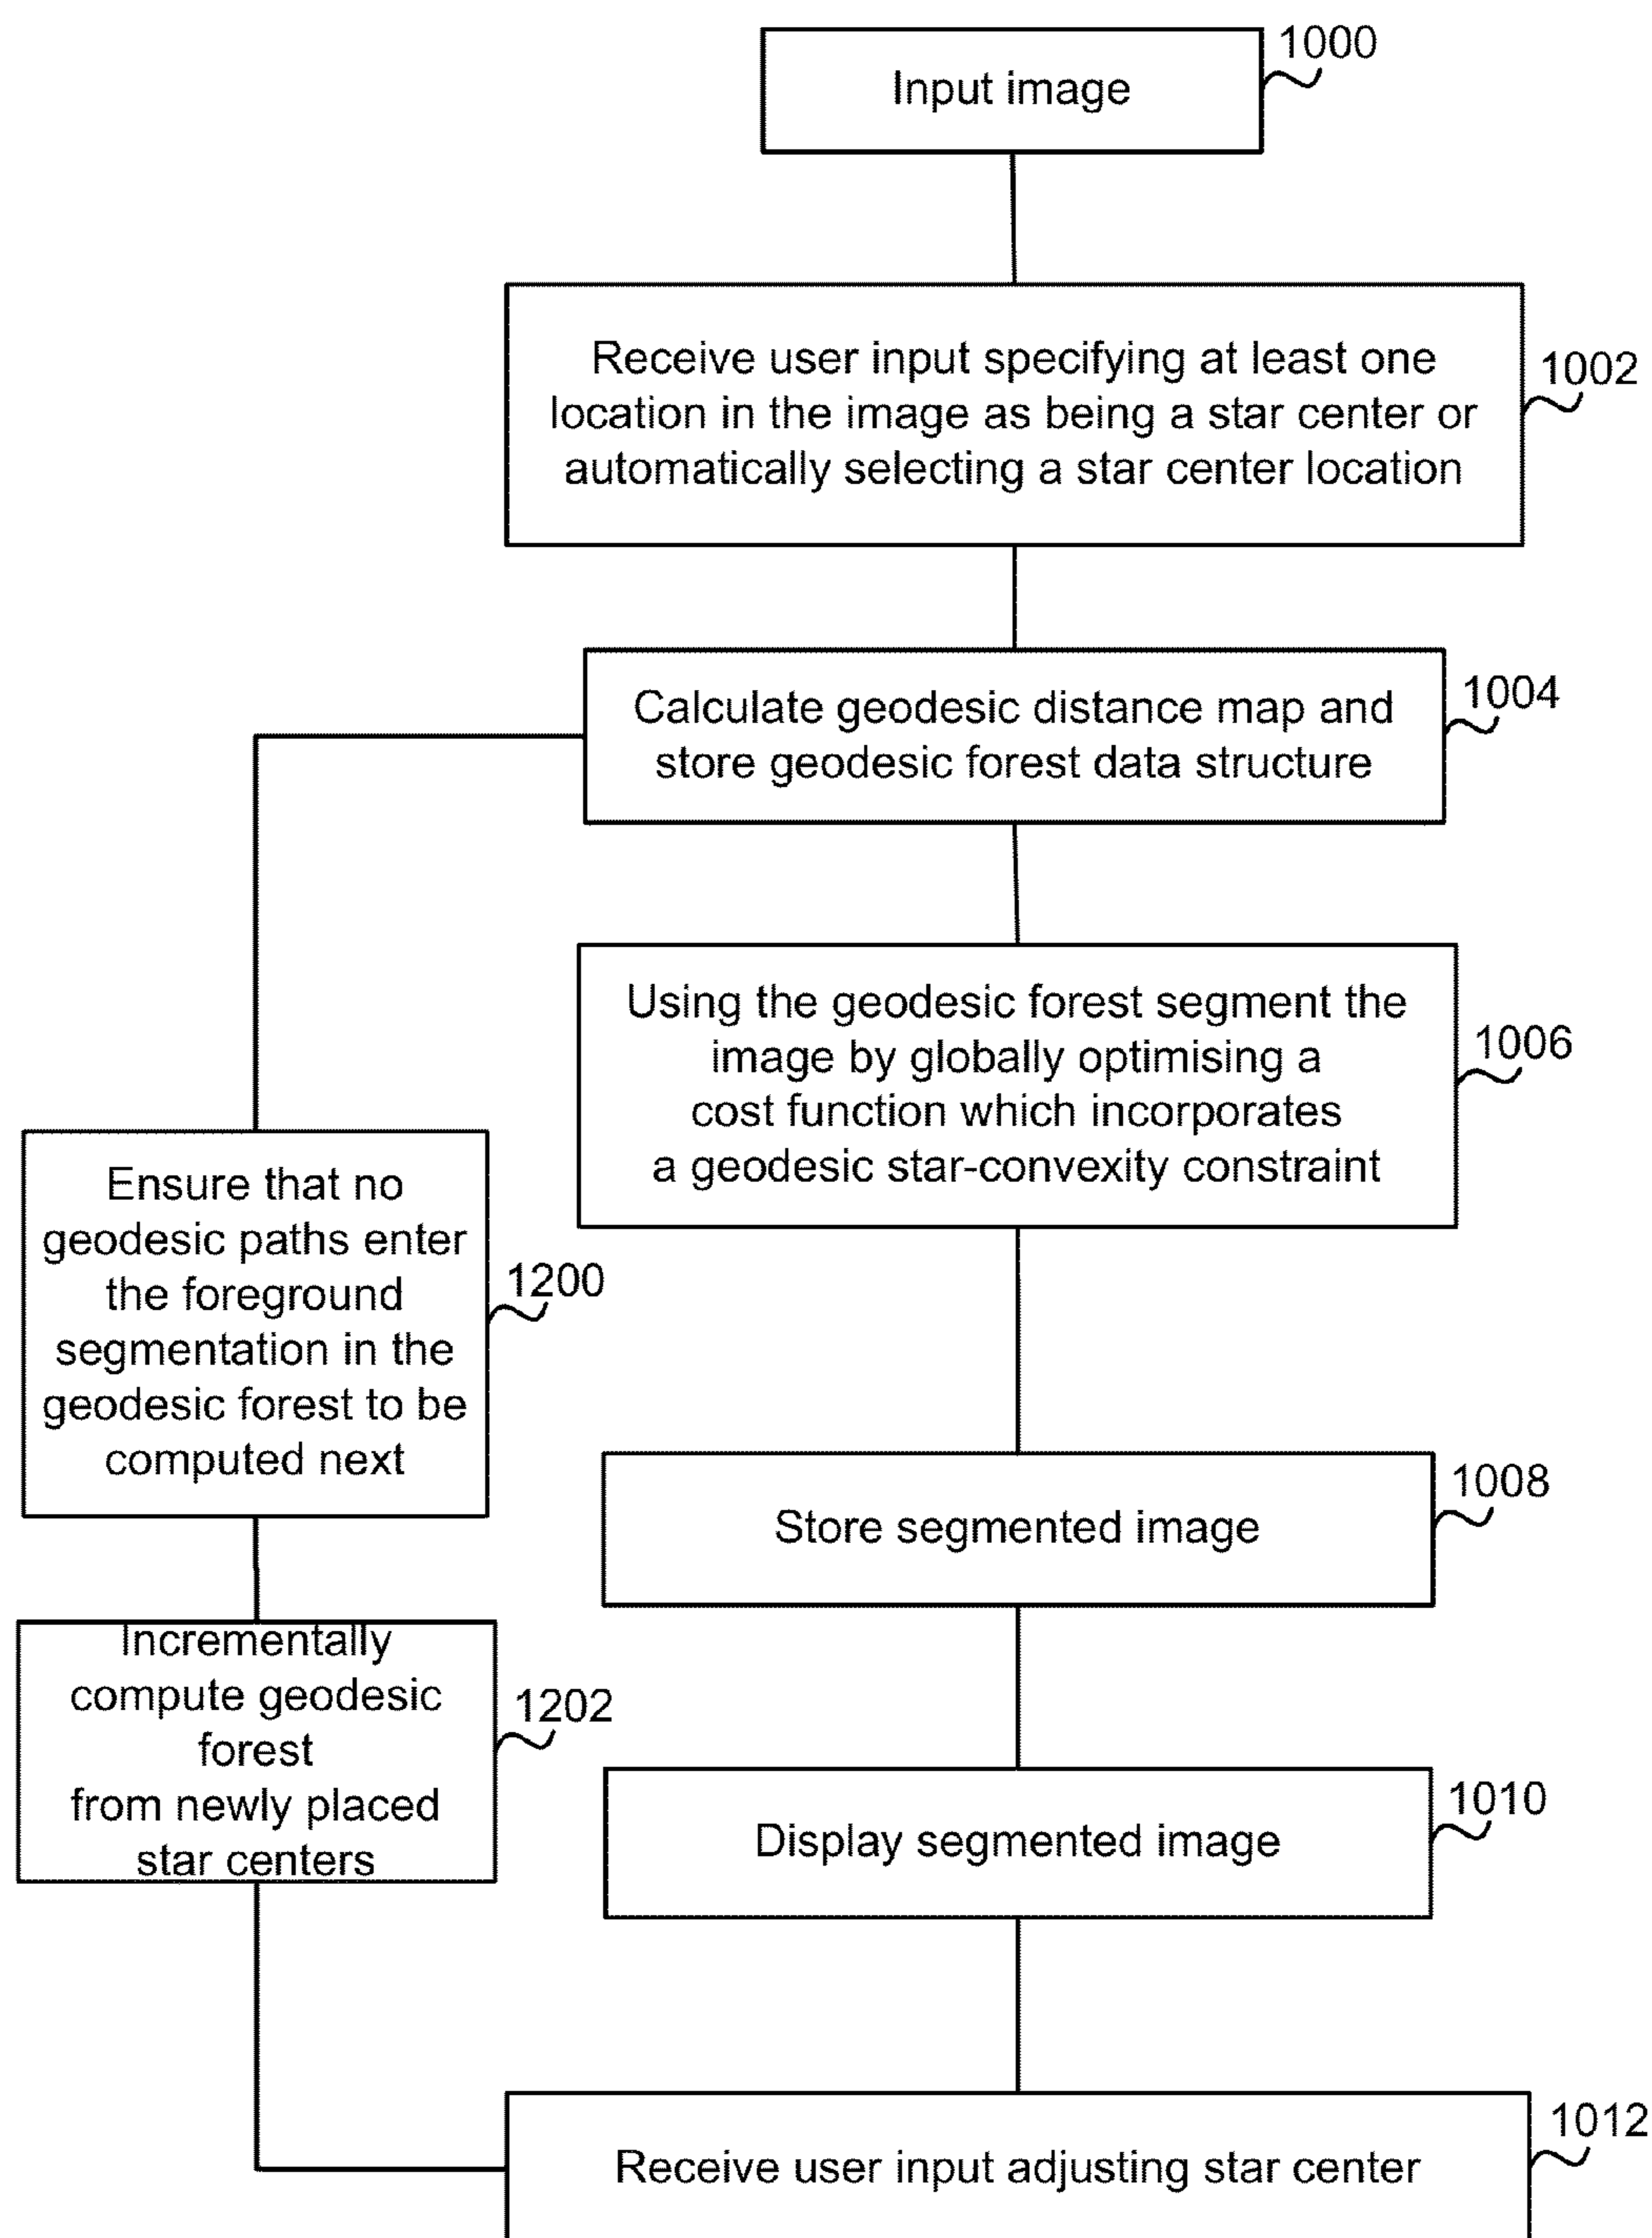 Input image
1000
Receive user input specifying at least one
location in the image as being a star center or
automatically selecting a star center location
1002
Calculate geodesic distance map and
store geodesic forest data structure
1004
Using the geodesic forest segment the
image by globally optimising a
cost function which incorporates
a geodesic star-convexity constraint
1006
Ensure that no
geodesic paths enter
the foreground
segmentation in the
geodesic forest to be
computed next
1200
Store segmented image
1008
Incrementally
compute geodesic
forest
from newly placed
star centers
1202
Display segmented image
1010
Receive user input adjusting star center
1012